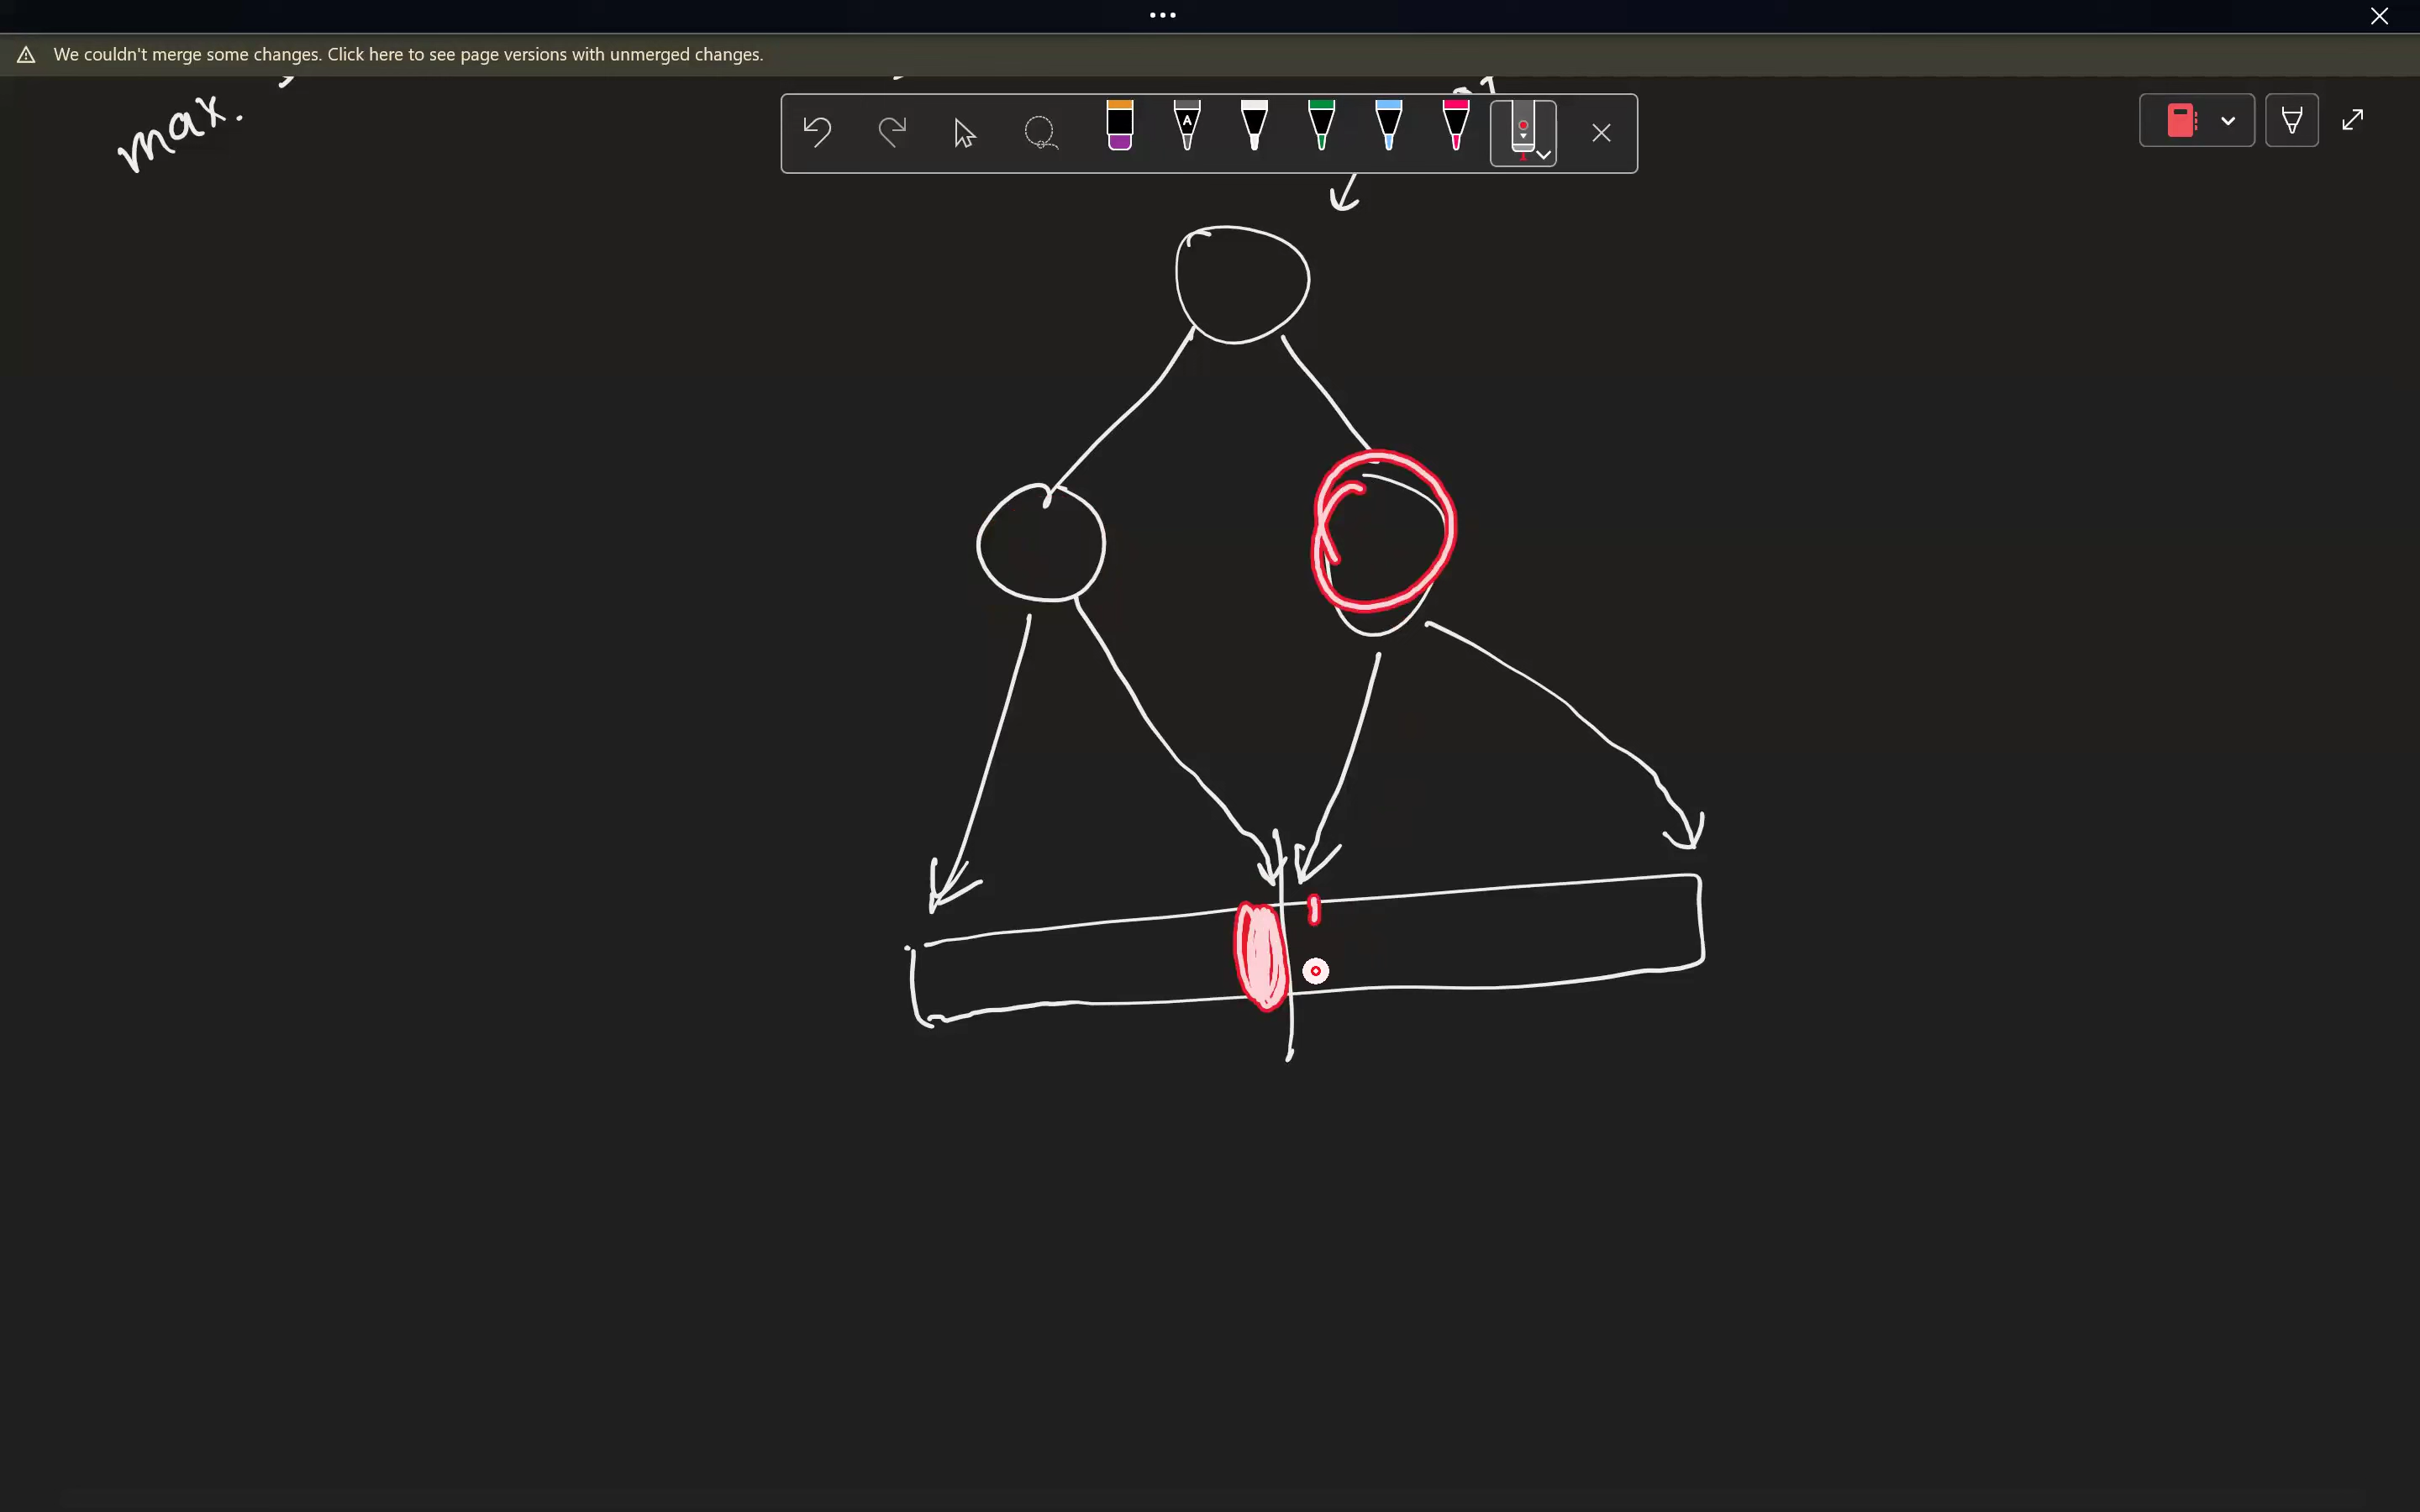 We couldn't merge some changes. Click here to see page versions with unmerged changes.
max.
A